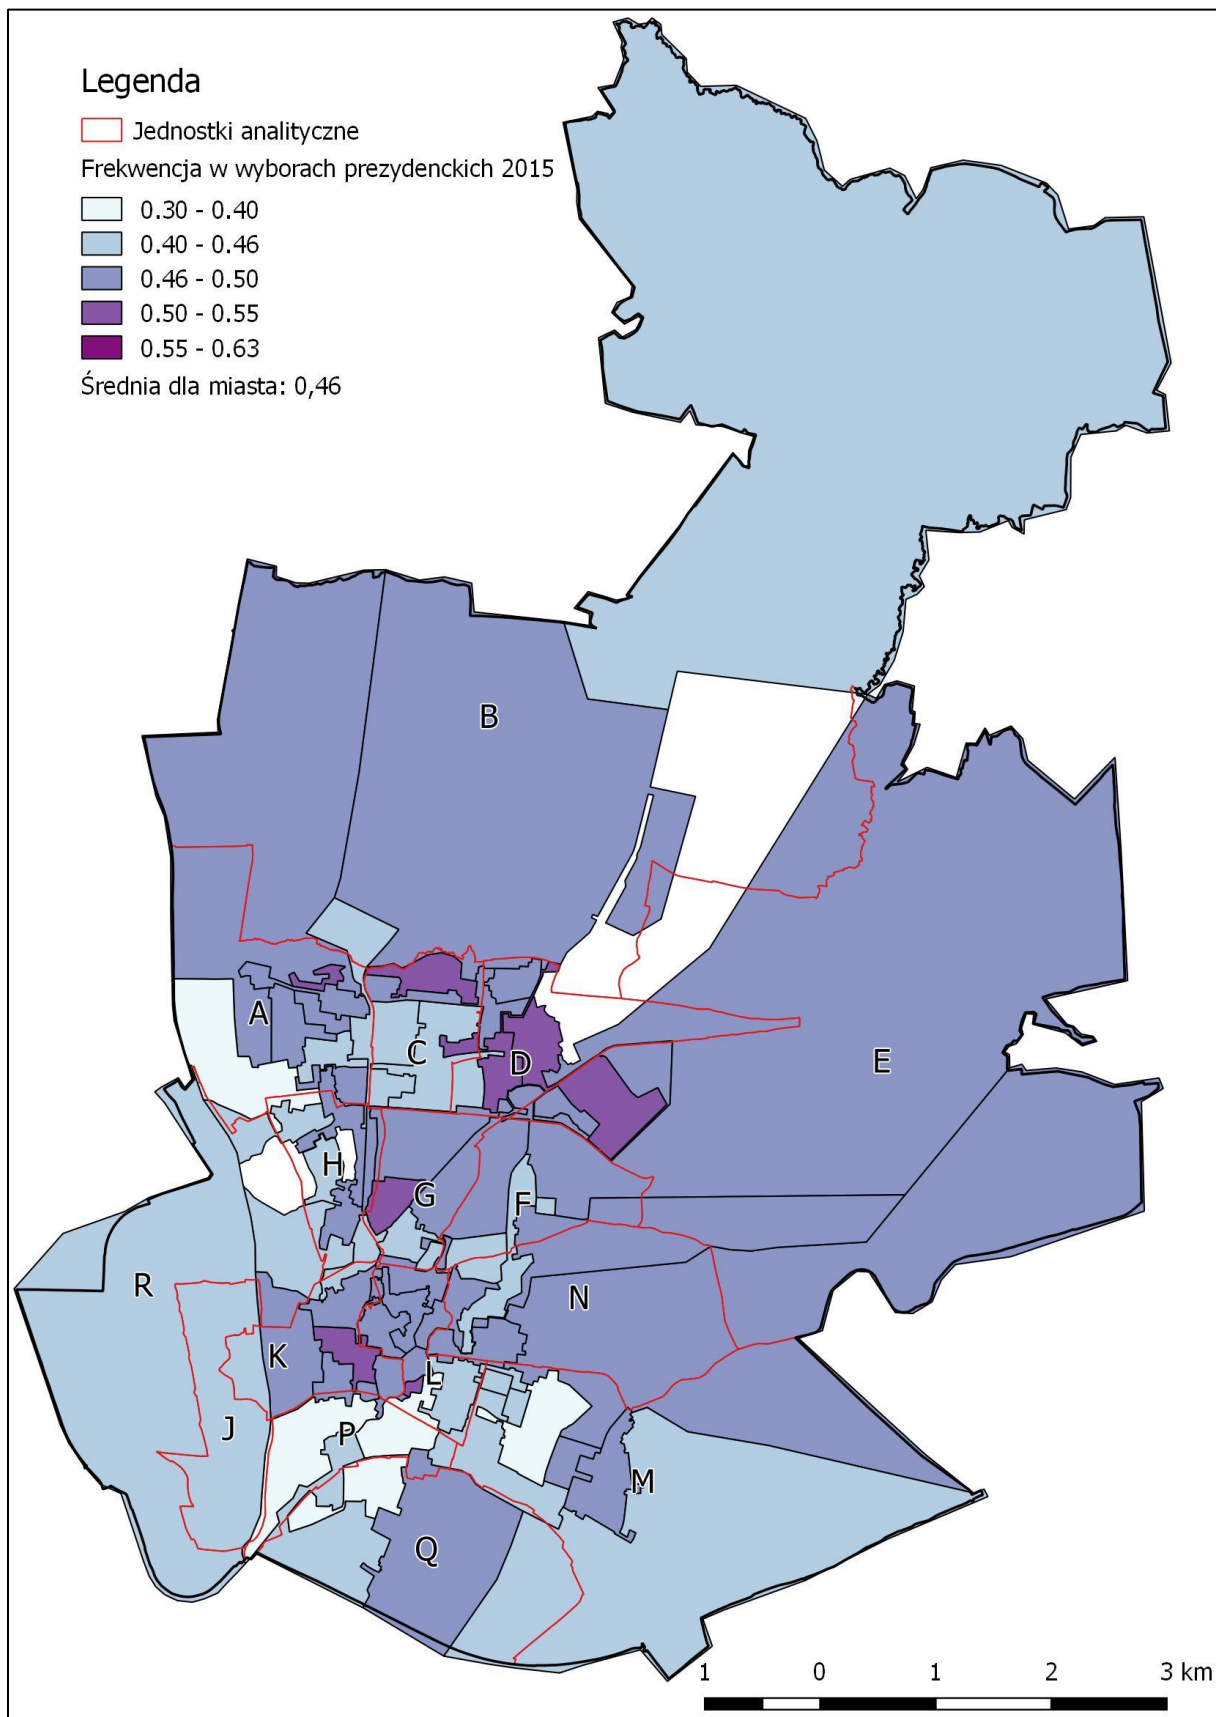 Legenda
Jednostki analityczne
Frekwencja w wyborach prezydenckich 2015
0.30 - 0.40
0.40 - 0.46
0.46 - 0.50
0.50 - 0.55
0.55 - 0.63
Średnia dla miasta: 0,46
B
A
C
D
E
H
G
F
R
N
K
L
J
P
M
Q
1 0 1 2 3 km